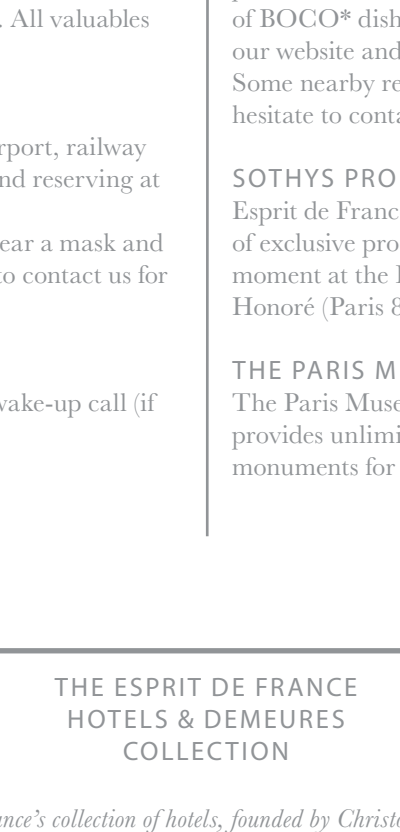 . All valuables
rport, railway
nd reserving at
ear a mask and
to contact us for
wake-up call (if
of BOCO* dish
our website and
Some nearby re
hesitate to conta
SOTHYS PRO
Esprit de Franc
of exclusive pro
moment at the
Honoré (Paris 8
THE PARIS M
The Paris Muse
provides unlimi
monuments for
THE ESPRIT DE FRANCE
HOTELS & DEMEURES
COLLECTION
ance’s collection of hotels, founded by Christo